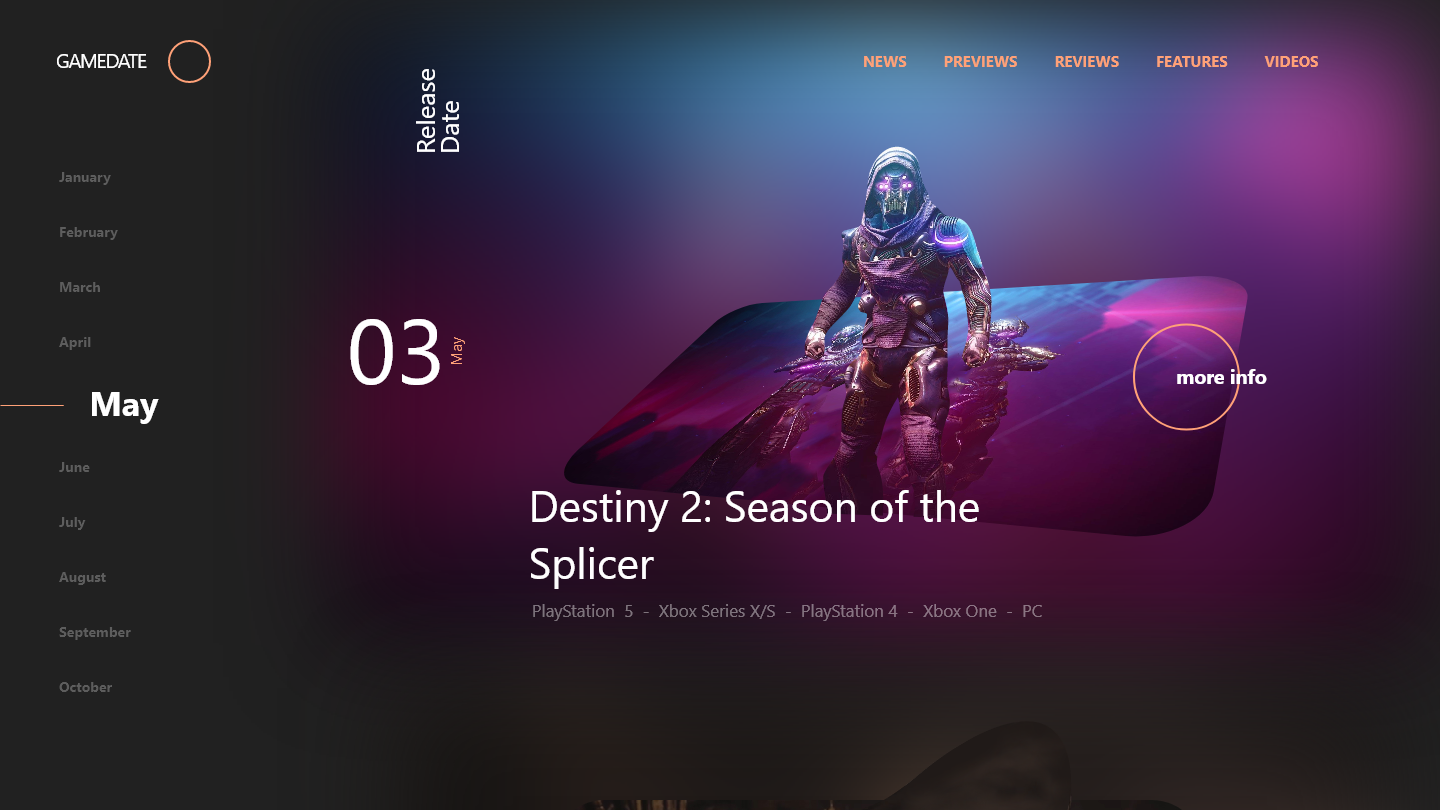 GAMEDATE
NEWS PREVIEWS REVIEWS FEATURES VIDEOS
Release
Date
January
February
March
April
May
June
July
August
September
October
03 May
more info
Destiny 2: Season of the
Splicer
PlayStation 5 - Xbox Series X/S - PlayStation 4 - Xbox One - PC